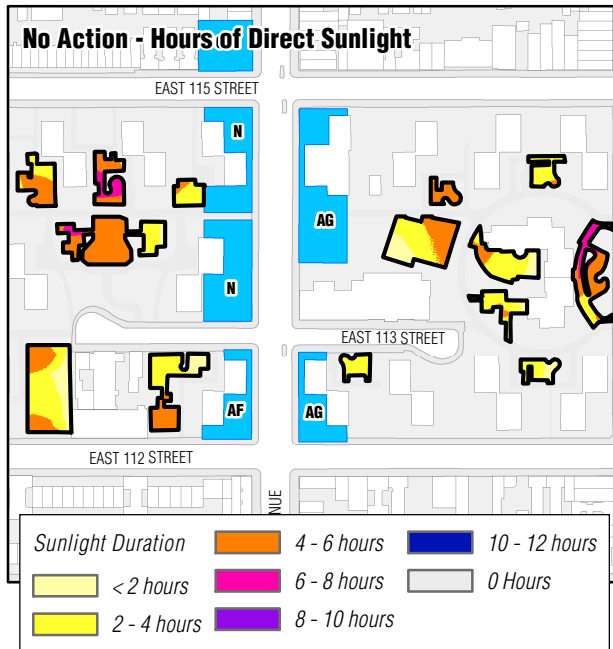 No Action - Hours of Direct Sunlight
EAST 115 STREET
N
AG
N
EAST 113 STREET
AF
AG
EAST 112 STREET
NUE
Sunlight Duration
< 2 hours
2 - 4 hours
4 - 6 hours
6 - 8 hours
8 - 10 hours
10 - 12 hours
0 Hours